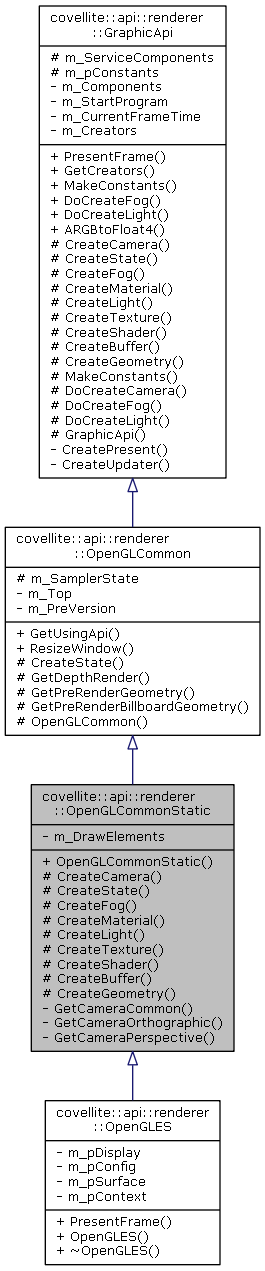 covellite::api::renderer
::GraphicApi
# m_ServiceComponents
# m_pConstants
- m_Components
- m_StartProgram
- m_CurrentFrameTime
- m_Creators
+ PresentFrame()
+ GetCreators()
+ MakeConstants()
+ DoCreateFog()
+ DoCreateLight()
+ ARGBtoFloat4()
# CreateCamera()
# CreateState()
# CreateFog()
# CreateMaterial()
# CreateLight()
# CreateTexture()
# CreateShader()
# CreateBuffer()
# CreateGeometry()
# MakeConstants()
# DoCreateCamera()
# DoCreateFog()
# DoCreateLight()
# GraphicApi()
- CreatePresent()
- CreateUpdater()
covellite::api::renderer
::OpenGLCommon
# m_SamplerState
- m_Top
- m_PreVersion
+ GetUsingApi()
+ ResizeWindow()
# CreateState()
# GetDepthRender()
# GetPreRenderGeometry()
# GetPreRenderBillboardGeometry()
# OpenGLCommon()
covellite::api::renderer
::OpenGLCommonStatic
- m_DrawElements
+ OpenGLCommonStatic()
# CreateCamera()
# CreateState()
# CreateFog()
# CreateMaterial()
# CreateLight()
# CreateTexture()
# CreateShader()
# CreateBuffer()
# CreateGeometry()
- GetCameraCommon()
- GetCameraOrthographic()
- GetCameraPerspective()
covellite::api::renderer
::OpenGLES
- m_pDisplay
- m_pConfig
- m_pSurface
- m_pContext
+ PresentFrame()
+ OpenGLES()
+ ~OpenGLES()